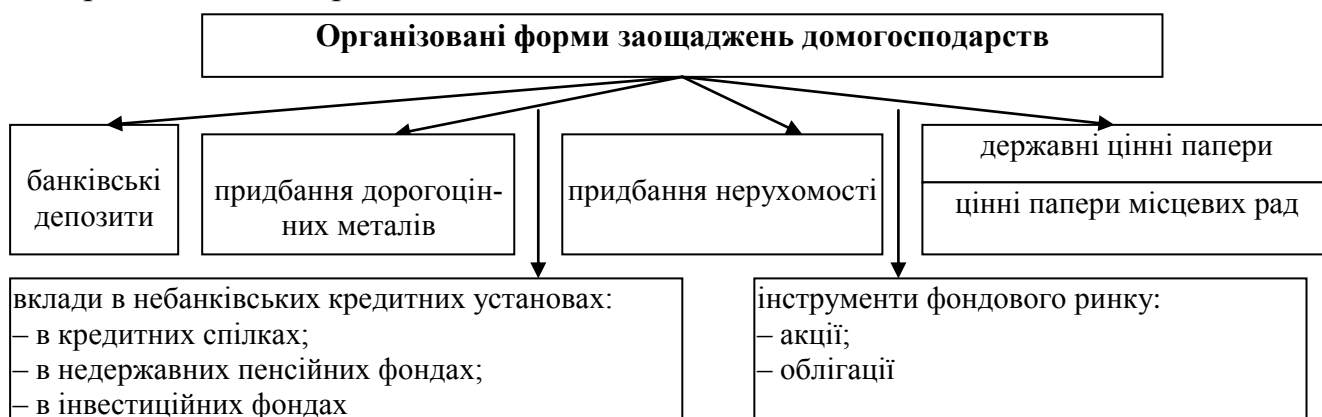 Організовані форми заощаджень домогосподарств
банківські
депозити
придбання дорогоцін-
них металів
придбання нерухомості
державні цінні папери
цінні папери місцевих рад
вклади в небанківських кредитних установах:
– в кредитних спілках;
– в недержавних пенсійних фондах;
– в інвестиційних фондах
інструменти фондового ринку:
– акції;
– облігації